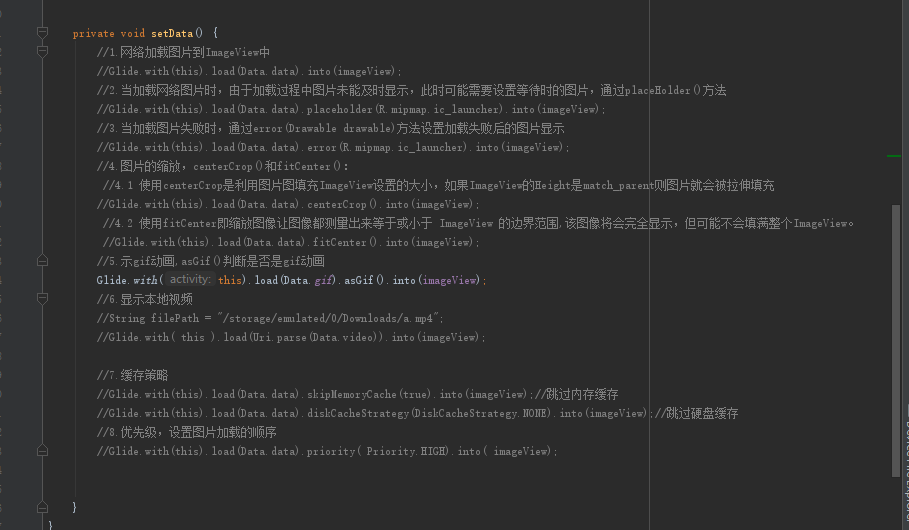 private void setData() {
//1.网络加载图片到ImageView中
//Glide.with(this).load(Data.data).into(imageView);
//2.当加载网络图片时，由于加载过程中图片未能及时显示，此时可能需要设置等待时的图片，通过placeHolder()方法
//Glide.with(this).load(Data.data).placeholder(R.mipmap.ic_launcher).into(imageView);
//3.当加载图片失败时，通过error(Drawable drawable)方法设置加载失败后的图片显示
//Glide.with(this).load(Data.data).error(R.mipmap.ic_launcher).into(imageView);
//4.图片的缩放，centerCrop()和fitCenter()：
//4.1 使用centerCrop是利用图片图填充ImageView设置的大小，如果ImageView的Height是match_parent则图片就会被拉伸填充
//Glide.with(this).load(Data.data).centerCrop().into(imageView);
//4.2 使用fitCenter即缩放图像让图像都测量出来等于或小于 ImageView 的边界范围,该图像将会完全显示，但可能不会填满整个ImageView。
//Glide.with(this).load(Data.data).fitCenter().into(imageView);
//5.示gif动画,asGif()判断是否是gif动画
Glide.with( activity: this).load(Data.gif).asGif().into(imageView);
//6.显示本地视频
//String filePath = "/storage/emulated/0/Downloads/a.mp4";
//Glide.with( this ).load(Uri.parse(Data.video)).into(imageView);
//7.缓存策略
//Glide.with(this).load(Data.data).skipMemoryCache(true).into(imageView);//跳过内存缓存
//Glide.with(this).load(Data.data).diskCacheStrategy(DiskCacheStrategy.NONE).into(imageView);//跳过硬盘缓存
//8.优先级，设置图片加载的顺序
//Glide.with(this).load(Data.data).priority( Priority.HIGH).into( imageView);
}
}